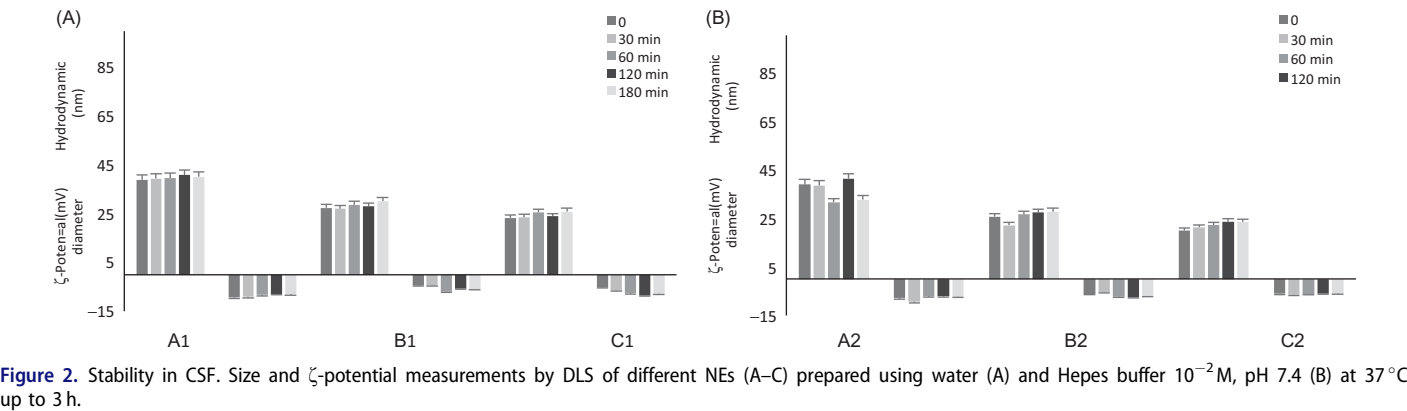 (A)
0
30 min
60 min
120 min
180 min
Hydrodynamic
(nm)
ζ-Poten=al(mV)
diameter
85
65
45
25
5
−15
A1
B1
C1
(B)
0
30 min
60 min
120 min
Hydrodynamic
(nm)
ζ-Poten=al(mV)
diameter
85
65
45
25
5
−15
A2
B2
C2
Figure 2. Stability in CSF. Size and ζ-potential measurements by DLS of different NEs (A–C) prepared using water (A) and Hepes buffer 10⁻² M, pH 7.4 (B) at 37 °C
up to 3 h.